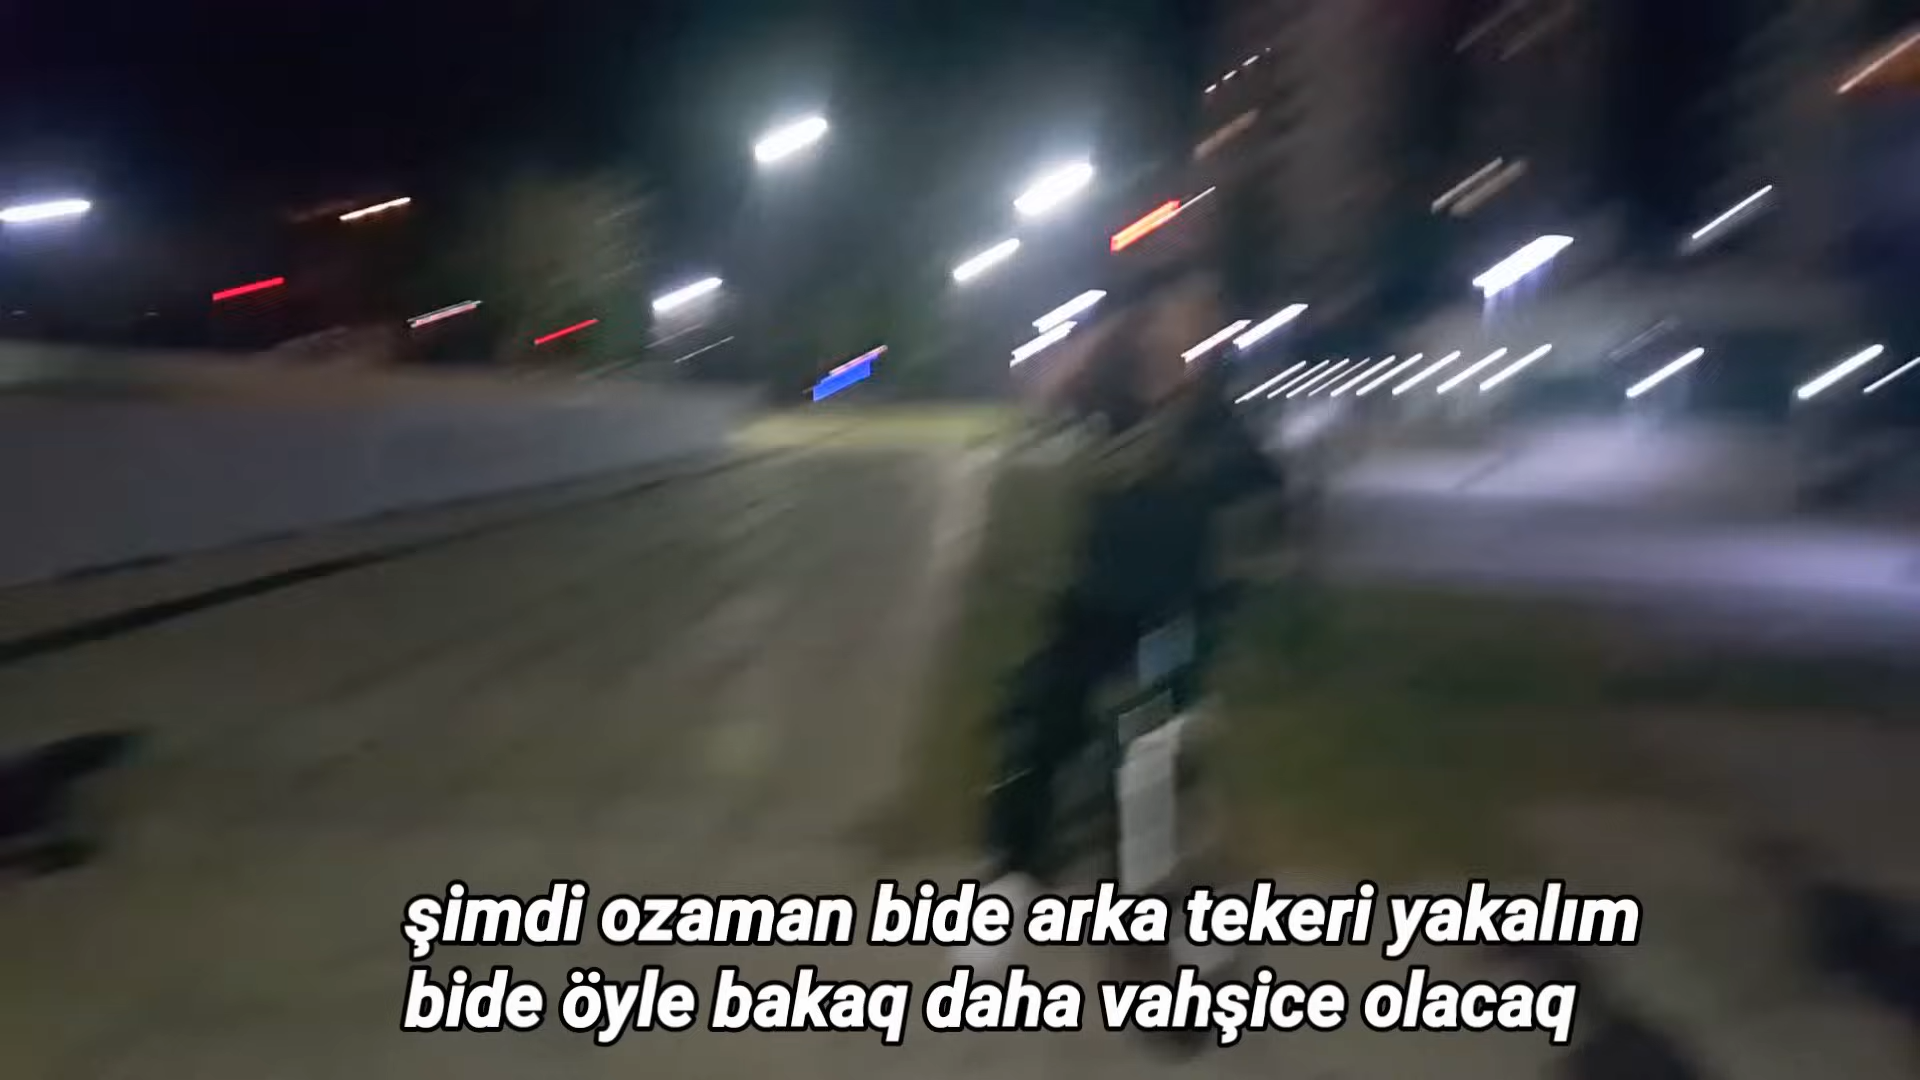 şimdi ozaman bide arka tekeri yakalım
bide öyle bakaq daha vahşice olacaq